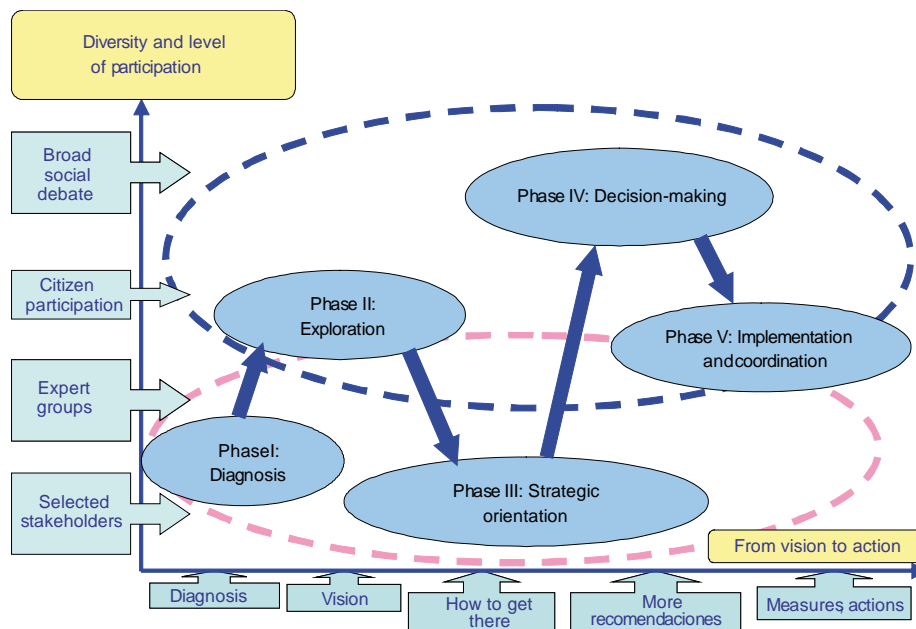 Diversity and level
of participation
Broad
social
debate
Phase IV: Decision-making
Citizen
participation
Phase II:
Exploration
Phase V: Implementation
and coordination
Expert
groups
PhaseI:
Diagnosis
Phase III: Strategic
orientation
Selected
stakeholders
From vision to action
Diagnosis
Vision
How to get
there
More
recomendaciones
Measures, actions